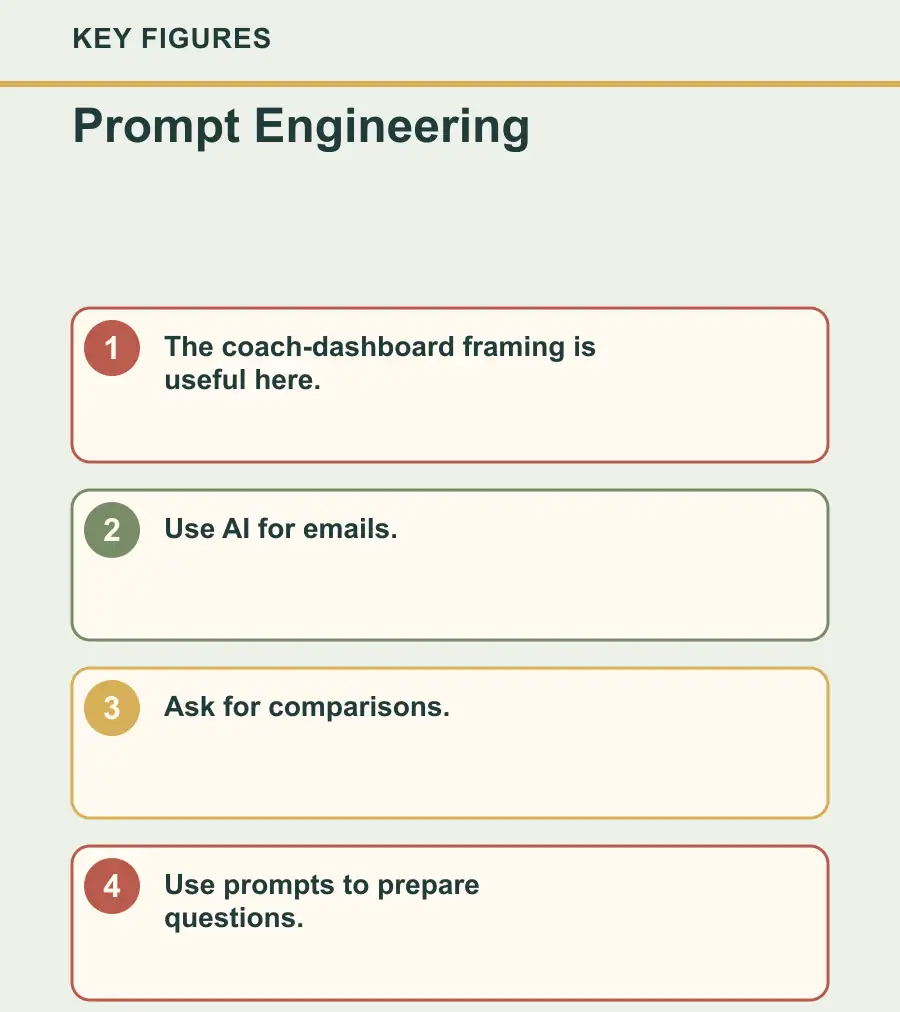 KEY FIGURES
Prompt Engineering
1
The coach-dashboard framing is
useful here.
2
Use AI for emails.
3
Ask for comparisons.
4
Use prompts to prepare
questions.